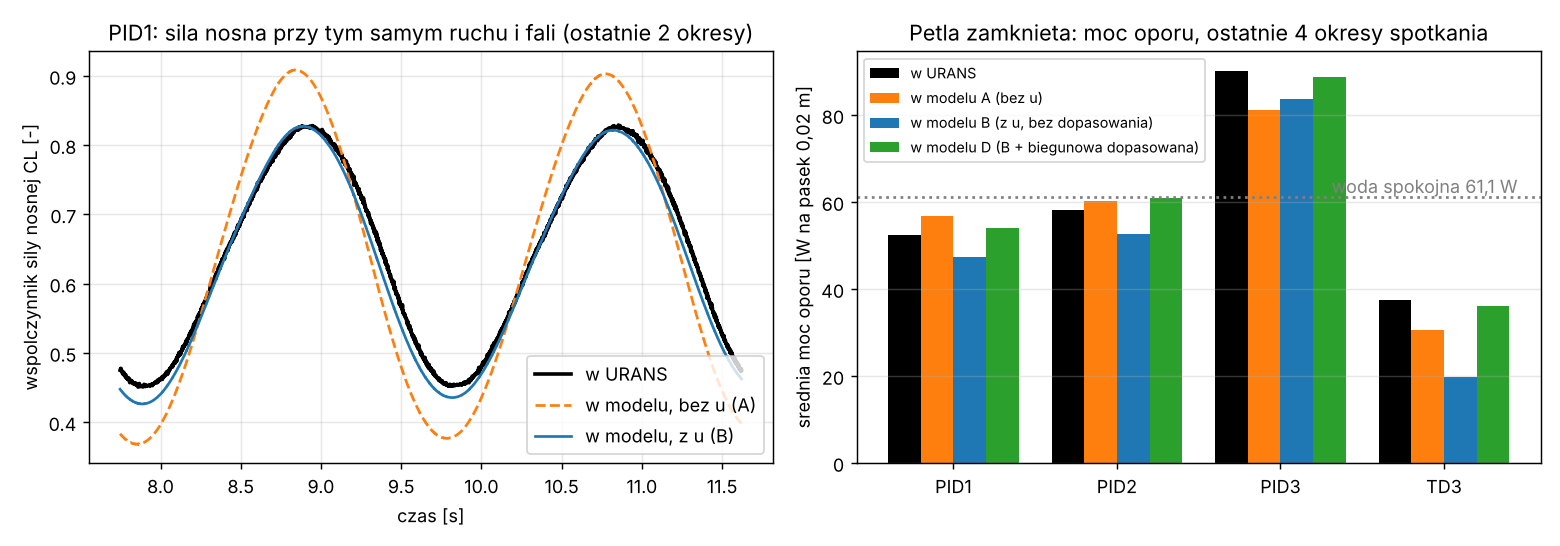 PID1: sila nosna przy tym samym ruchu i fali (ostatnie 2 okresy)
wspolczynnik sily nosnej CL [-]
0.9
0.8
0.7
0.6
0.5
0.4
w URANS
w modelu, bez u (A)
w modelu, z u (B)
8.0 8.5 9.0 9.5 10.0 10.5 11.0 11.5
czas [s]
Petla zamknieta: moc oporu, ostatnie 4 okresy spotkania
srednia moc oporu [W na pasek 0,02 m]
80
60
40
20
0
w URANS
w modelu A (bez u)
w modelu B (z u, bez dopasowania)
w modelu D (B + biegunowa dopasowana)
woda spokojna 61,1 W
PID1 PID2 PID3 TD3